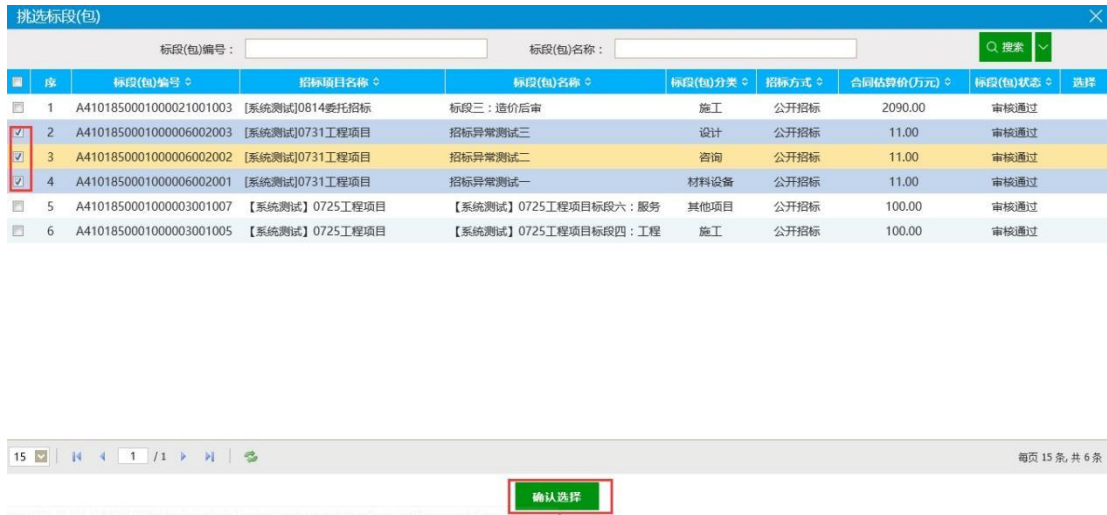 挑选标段(包)
标段(包)编号： 标段(包)名称： 搜索
序 标段(包)编号 招标项目名称 标段(包)名称 标段(包)分类 招标方式 合同估算价(万元) 标段(包)状态 选择
1 A4101850001000021001003 [系统测试]0814委托招标 标段三：造价后审 施工 公开招标 2090.00 审核通过
2 A4101850001000006002003 [系统测试]0731工程项目 招标异常测试三 设计 公开招标 11.00 审核通过
3 A4101850001000006002002 [系统测试]0731工程项目 招标异常测试二 咨询 公开招标 11.00 审核通过
4 A4101850001000006002001 [系统测试]0731工程项目 招标异常测试一 材料设备 公开招标 11.00 审核通过
5 A4101850001000003001007 【系统测试】0725工程项目 【系统测试】0725工程项目标段六：服务 其他项目 公开招标 100.00 审核通过
6 A4101850001000003001005 【系统测试】0725工程项目 【系统测试】0725工程项目标段四：工程 施工 公开招标 100.00 审核通过
15 1 / 1 每页 15 条, 共 6 条
确认选择